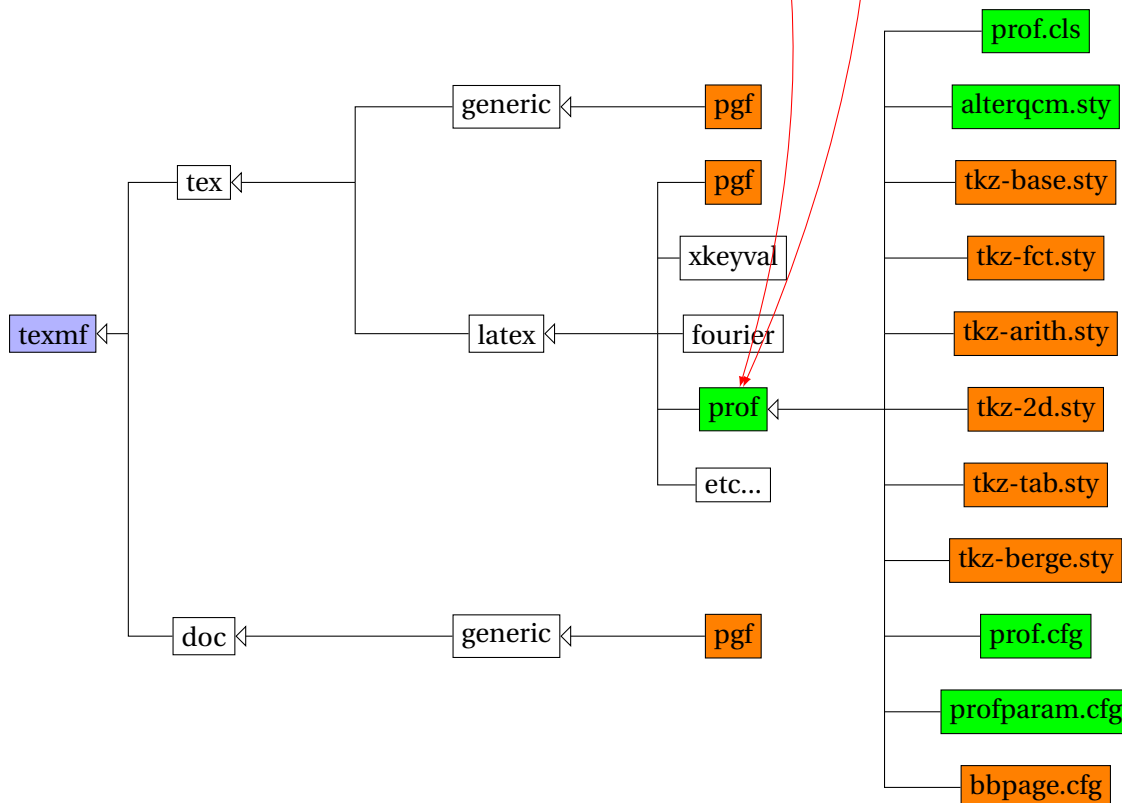 prof.cls
generic
pgf
alterqcm.sty
tex
pgf
tkz-base.sty
xkeyval
tkz-fct.sty
texmf
latex
fourier
tkz-arith.sty
prof
tkz-2d.sty
etc...
tkz-tab.sty
tkz-berge.sty
doc
generic
pgf
prof.cfg
profparam.cfg
bbpage.cfg